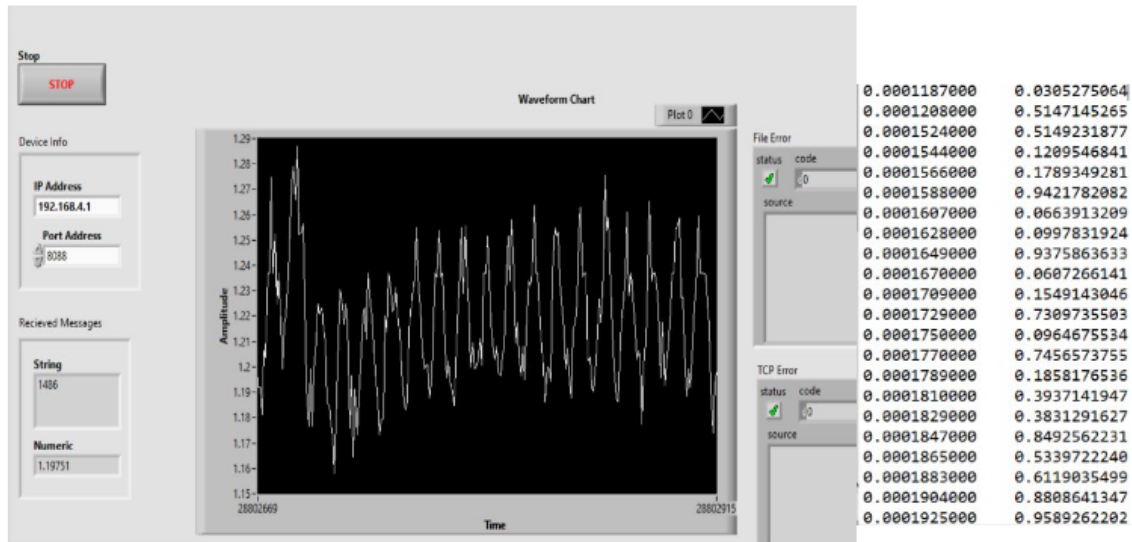 Stop
STOP
Device Info
IP Address
192.168.4.1
Port Address
8088
Recieved Messages
String
1486
Numeric
1.19751
Waveform Chart
Plot 0
Amplitude
1.29
1.28
1.27
1.26
1.25
1.24
1.23
1.22
1.21
1.2
1.19
1.18
1.17
1.16
1.15
28802669
28802915
Time
File Error
status code
0
source
TCP Error
status code
0
source
0.0001187000 0.0305275064
0.0001208000 0.5147145265
0.0001524000 0.5149231877
0.0001544000 0.1209546841
0.0001566000 0.1789349281
0.0001588000 0.9421782082
0.0001607000 0.0663913209
0.0001628000 0.0997831924
0.0001649000 0.9375863633
0.0001670000 0.0607266141
0.0001709000 0.1549143046
0.0001729000 0.7309735503
0.0001750000 0.0964675534
0.0001770000 0.7456573755
0.0001789000 0.1858176536
0.0001810000 0.3937141947
0.0001829000 0.3831291627
0.0001847000 0.8492562231
0.0001865000 0.5339722240
0.0001883000 0.6119035499
0.0001904000 0.8808641347
0.0001925000 0.9589262202